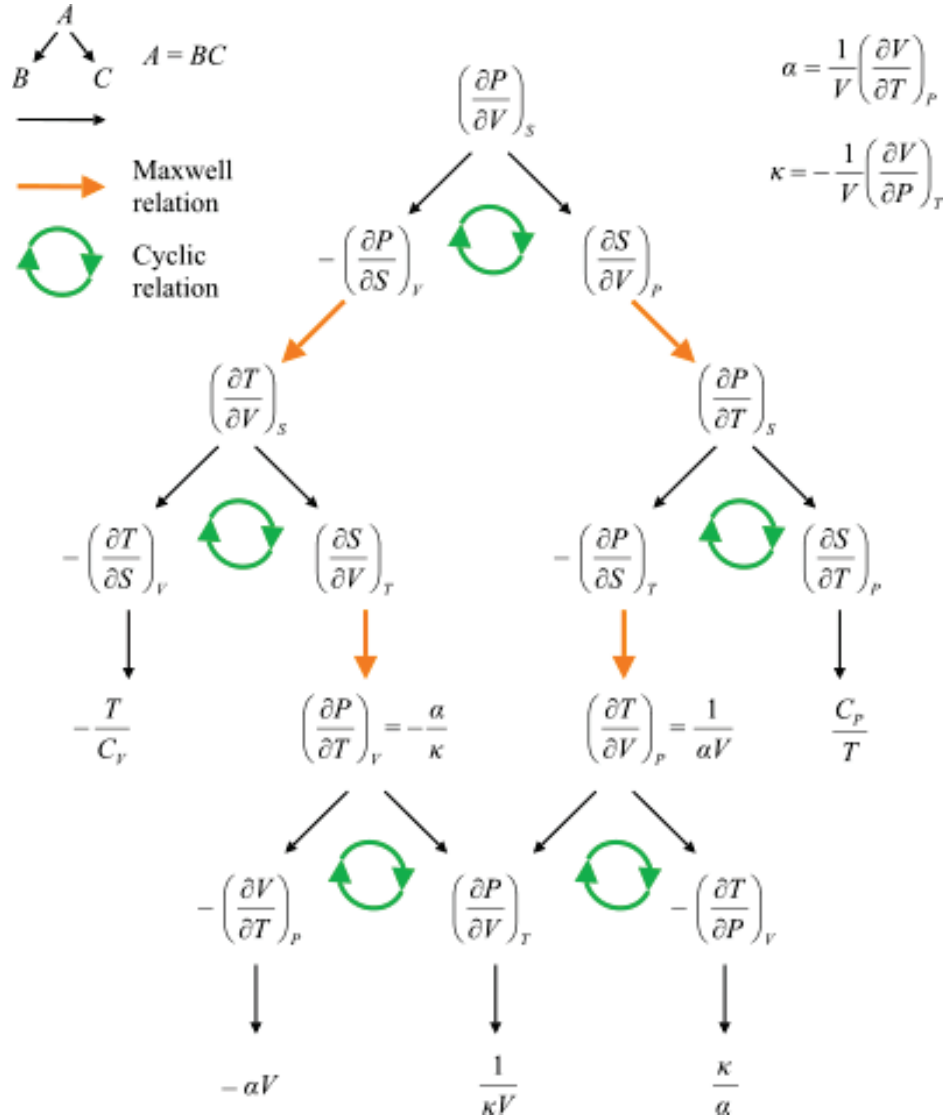 A
B C A = BC
α = 1/V (∂V/∂T)_P
(∂P/∂V)_S
κ = −1/V (∂V/∂P)_T
Maxwell
relation
Cyclic
relation
−(∂P/∂S)_V (∂S/∂V)_P
(∂T/∂V)_S (∂P/∂T)_S
−(∂T/∂S)_V (∂S/∂V)_T −(∂P/∂S)_T (∂S/∂T)_P
−T/C_V (∂P/∂T)_V = −α/κ (∂T/∂V)_P = 1/αV C_P/T
−(∂V/∂T)_P (∂P/∂V)_T −(∂T/∂P)_V
−αV 1/κV κ/α